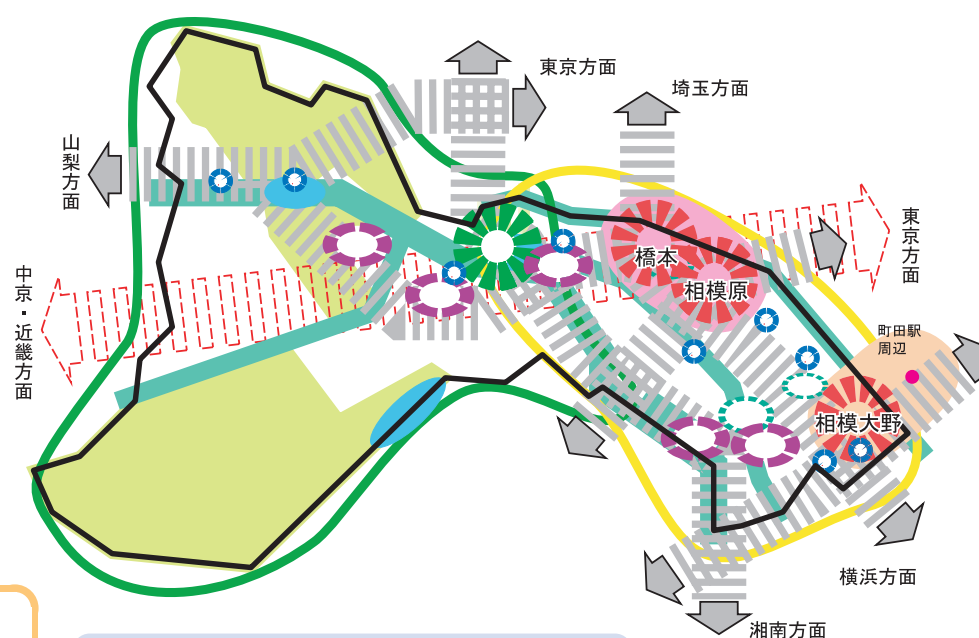 東京方面
埼玉方面
山梨方面
東京方面
橋本
相模原
中京・近畿方面
町田駅
周辺
相模大野
横浜方面
湘南方面